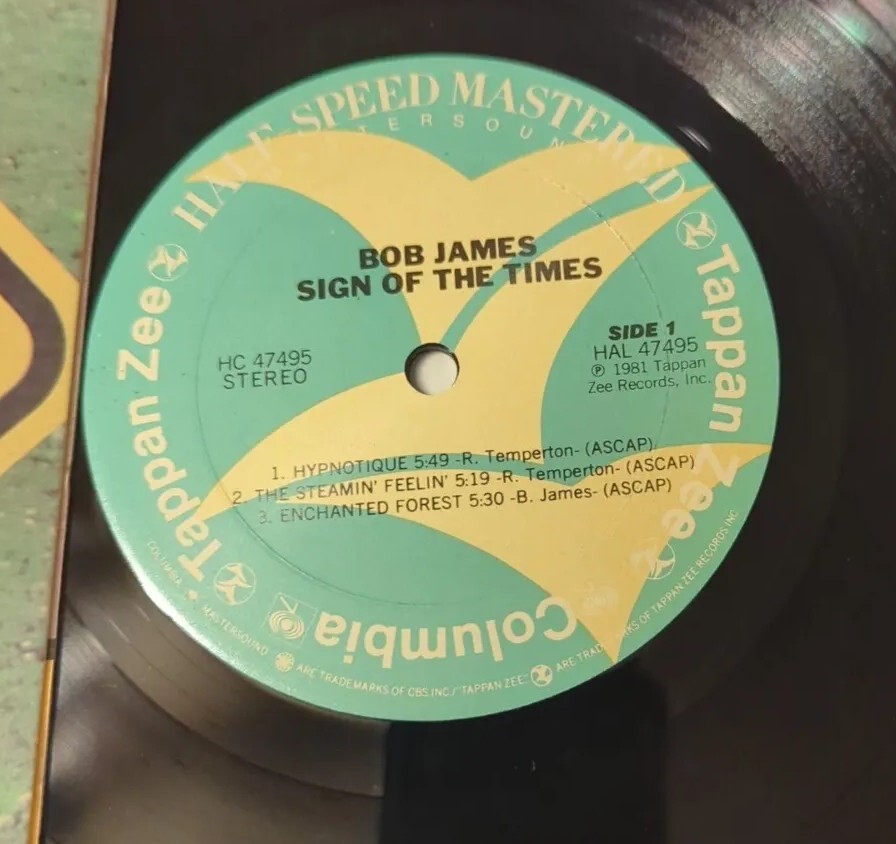 HALF SPEED MASTERED
MASTERSOUND
BOB JAMES
SIGN OF THE TIMES
HC 47495
STEREO
SIDE 1
HAL 47495
℗ 1981 Tappan
Zee Records, Inc.
1. HYPNOTIQUE 5:49 -R. Temperton- (ASCAP)
2. THE STEAMIN' FEELIN' 5:19 -R. Temperton- (ASCAP)
3. ENCHANTED FOREST 5:30 -B. James- (ASCAP)
Tappan Zee
Tappan Zee
Columbia
"COLUMBIA," MASTERSOUND ARE TRADEMARKS OF CBS, INC./"TAPPAN ZEE" ARE TRADEMARKS OF TAPPAN ZEE RECORDS INC